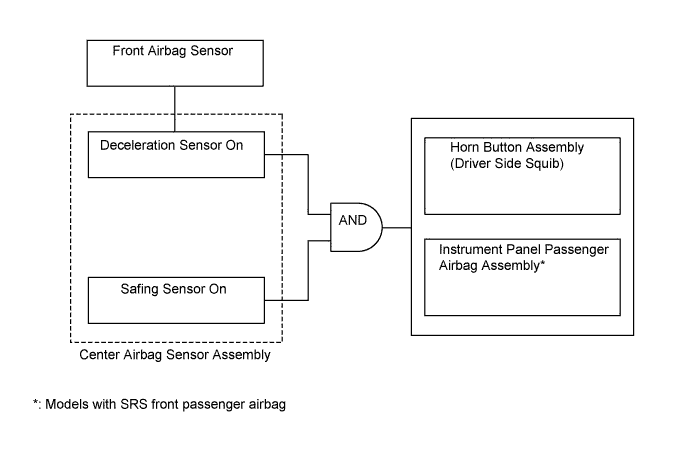 Front Airbag Sensor
Deceleration Sensor On
Horn Button Assembly
(Driver Side Squib)
AND
Instrument Panel Passenger
Airbag Assembly*
Safing Sensor On
Center Airbag Sensor Assembly
*: Models with SRS front passenger airbag